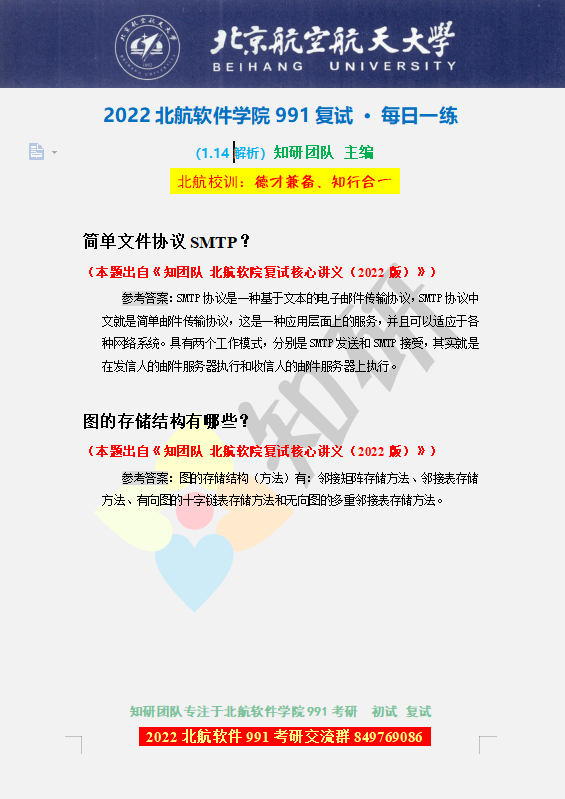 北京航空航天大学
BEIHANG UNIVERSITY
2022 北航软件学院 991 复试 · 每日一练
（1.14 解析）知研团队 主编
北航校训：德才兼备、知行合一
简单文件协议 SMTP？
（本题出自《知团队 北航软院复试核心讲义（2022 版）》）
参考答案：SMTP 协议是一种基于文本的电子邮件传输协议，SMTP 协议中
文就是简单邮件传输协议，这是一种应用层面上的服务，并且可以适应于各
种网络系统。具有两个工作模式，分别是 SMTP 发送和 SMTP 接受，其实就是
在发信人的邮件服务器执行和收信人的邮件服务器上执行。
知研
图的存储结构有哪些？
（本题出自《知团队 北航软院复试核心讲义（2022 版）》）
参考答案：图的存储结构（方法）有：邻接矩阵存储方法、邻接表存储
方法、有向图的十字链表存储方法和无向图的多重邻接表存储方法。
知研团队专注于北航软件学院 991 考研 初试 复试
2022 北航软件 991 考研交流群 849769086